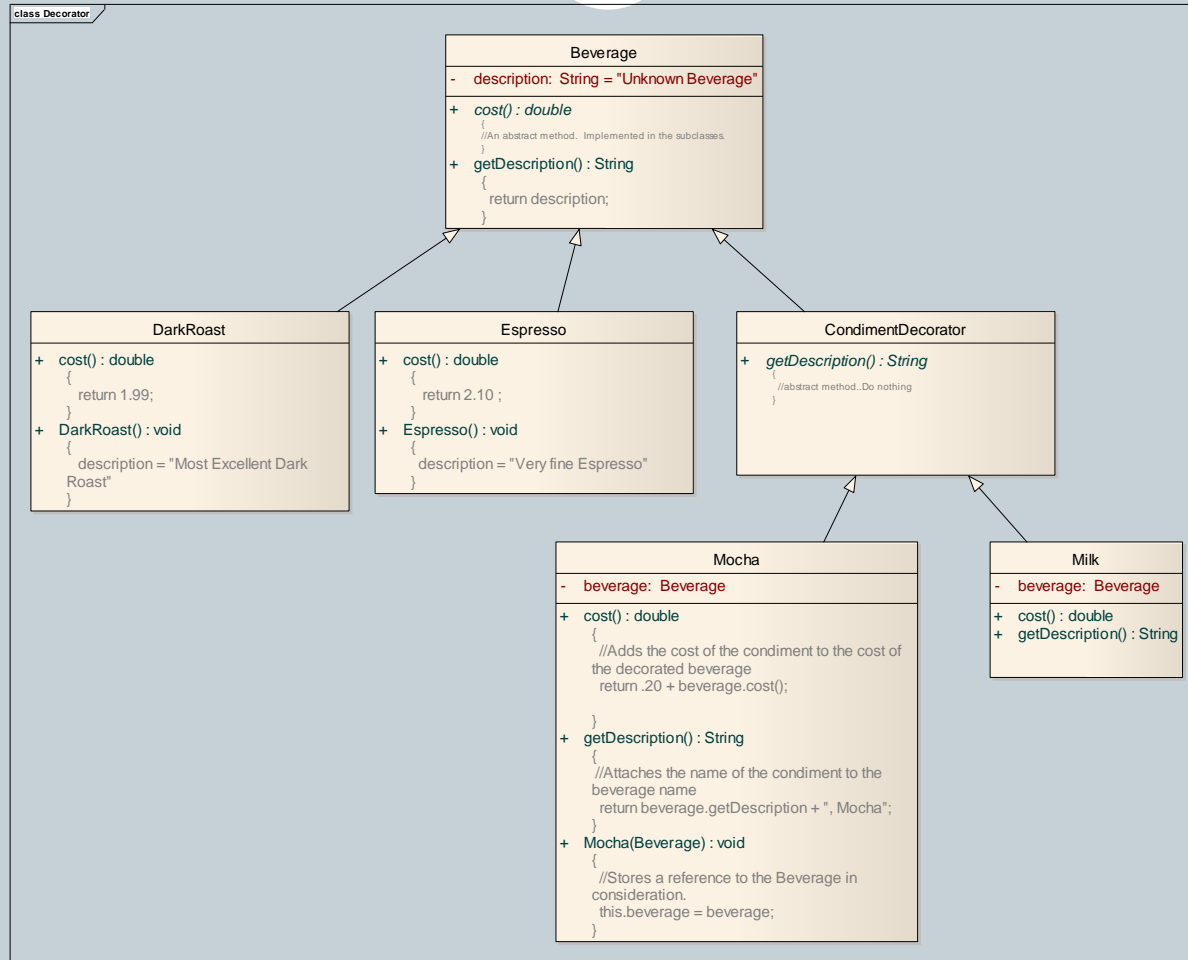 class Decorator
Beverage
- description: String = "Unknown Beverage"
+ cost() : double
{
//An abstract method. Implemented in the subclasses.
}
+ getDescription() : String
{
return description;
}
DarkRoast
+ cost() : double
{
return 1.99;
}
+ DarkRoast() : void
{
description = "Most Excellent Dark
Roast"
}
Espresso
+ cost() : double
{
return 2.10 ;
}
+ Espresso() : void
{
description = "Very fine Espresso"
}
CondimentDecorator
+ getDescription() : String
{
//abstract method..Do nothing
}
Mocha
- beverage: Beverage
+ cost() : double
{
//Adds the cost of the condiment to the cost of
the decorated beverage
return .20 + beverage.cost();
}
+ getDescription() : String
{
//Attaches the name of the condiment to the
beverage name
return beverage.getDescription + ", Mocha";
}
+ Mocha(Beverage) : void
{
//Stores a reference to the Beverage in
consideration.
this.beverage = beverage;
}
Milk
- beverage: Beverage
+ cost() : double
+ getDescription() : String